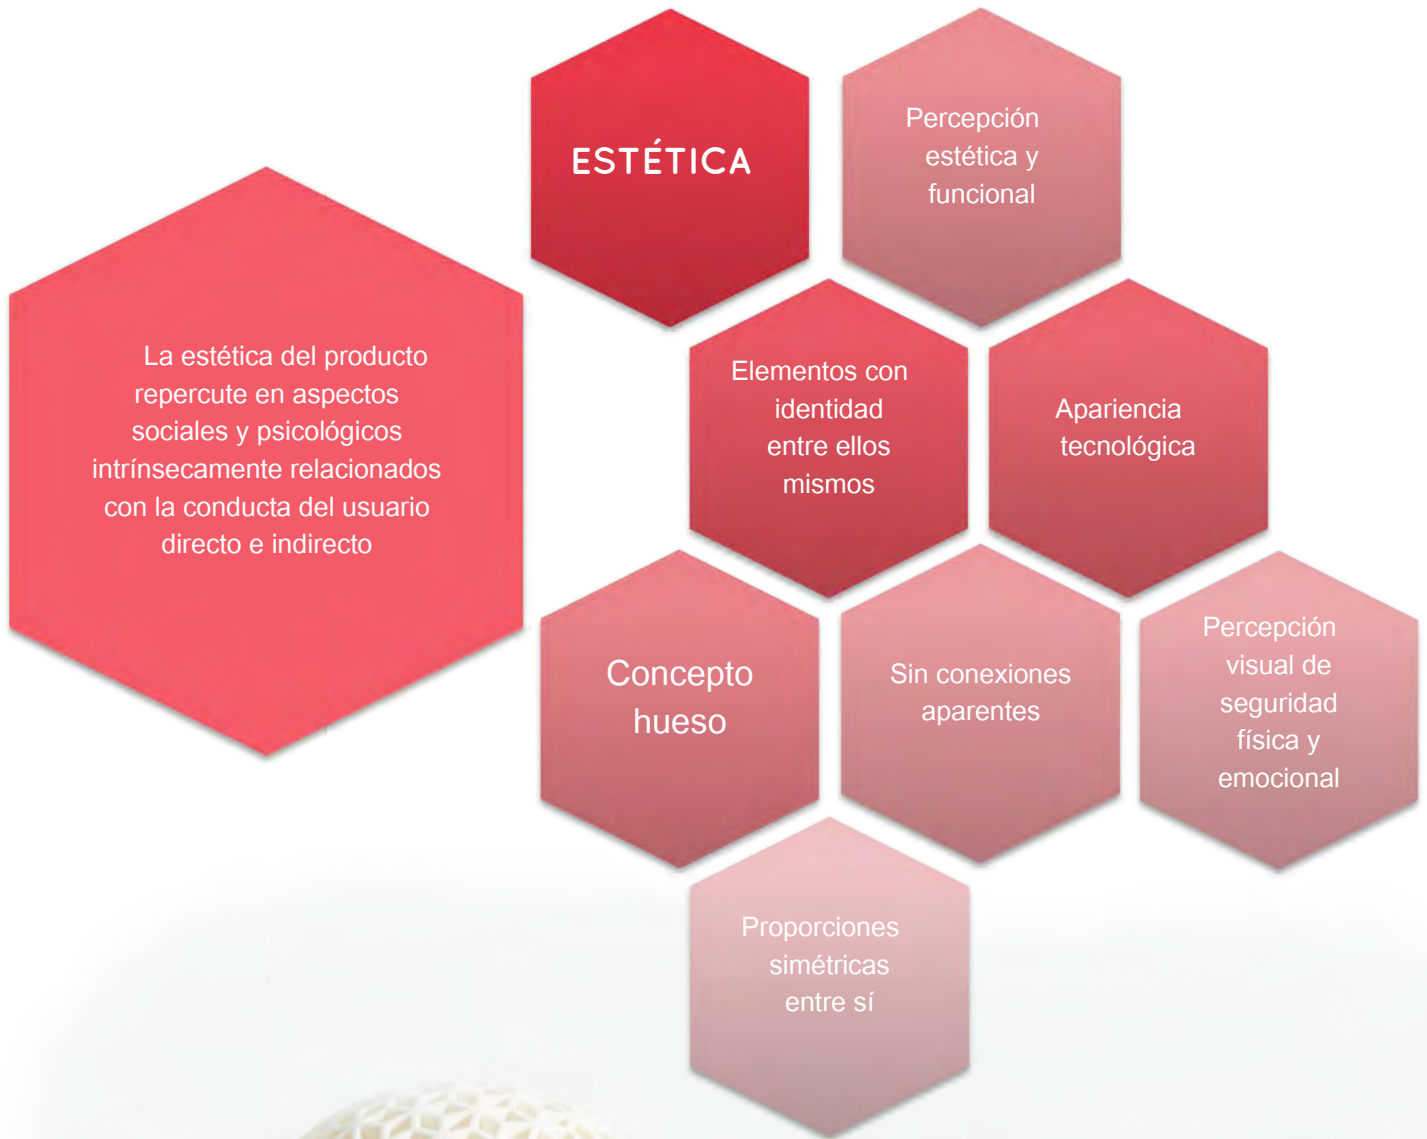 La estética del producto
repercute en aspectos
sociales y psicológicos
intrínsecamente relacionados
con la conducta del usuario
directo e indirecto
ESTÉTICA
Percepción
estética y
funcional
Elementos con
identidad
entre ellos
mismos
Apariencia
tecnológica
Concepto
hueso
Sin conexiones
aparentes
Percepción
visual de
seguridad
física y
emocional
Proporciones
simétricas
entre sí